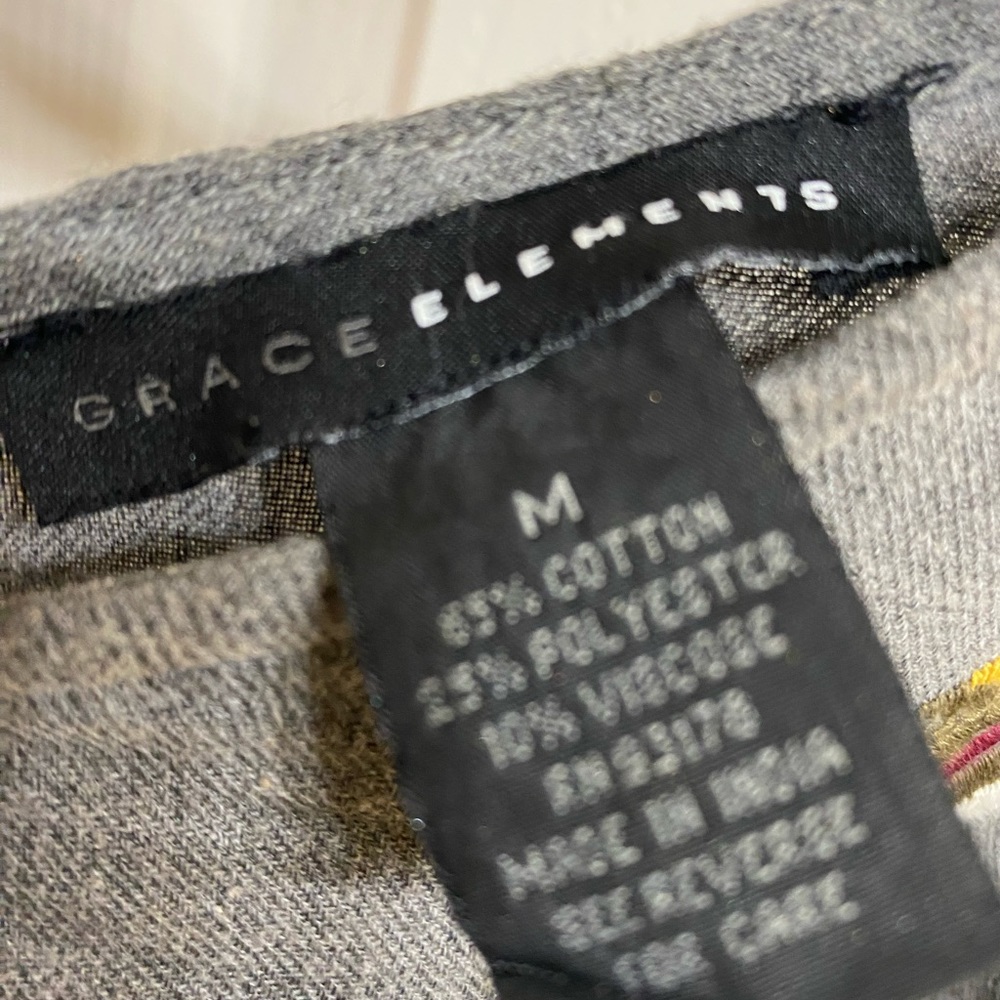 GRACE ELEMENTS
M
65% COTTON
25% POLYESTER
10% VISCOSE
RN 93178
MADE IN INDIA
SEE REVERSE
FOR CARE